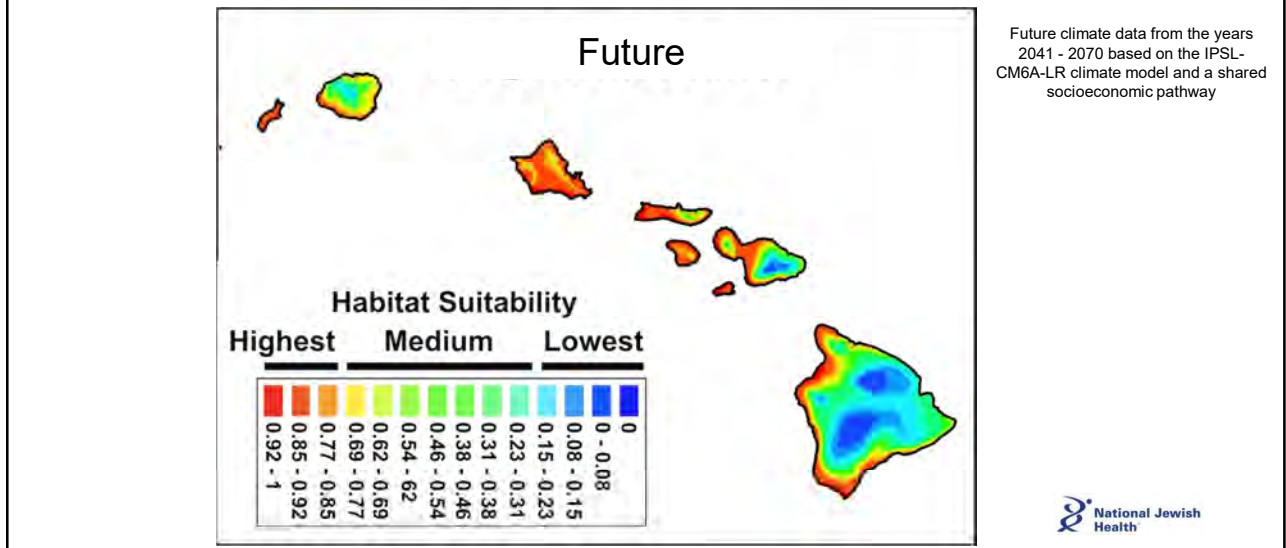 Future
Future climate data from the years
2041 - 2070 based on the IPSL-
CM6A-LR climate model and a shared
socioeconomic pathway
Habitat Suitability
Highest Medium Lowest
0.92 - 1
0.85 - 0.92
0.77 - 0.85
0.69 - 0.77
0.62 - 0.69
0.54 - 62
0.46 - 0.54
0.38 - 0.46
0.31 - 0.38
0.23 - 0.31
0.15 - 0.23
0.08 - 0.15
0 - 0.08
0
National Jewish
Health